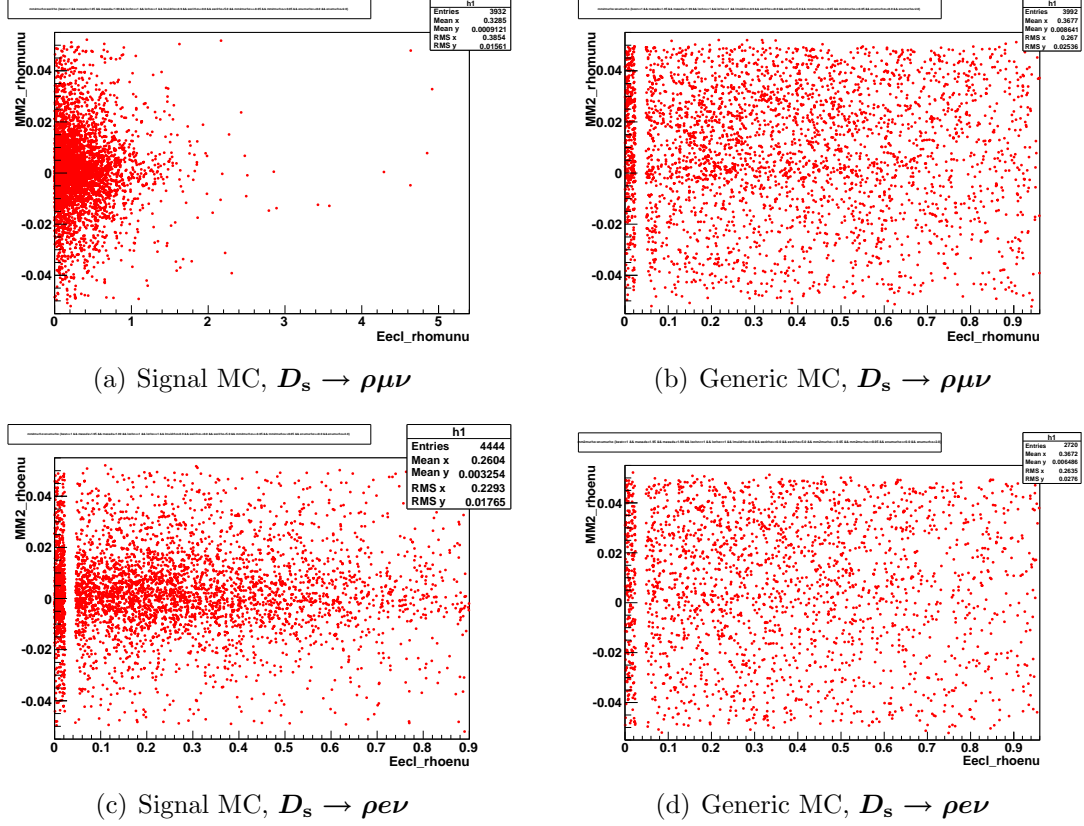 h1
Entries 3932
Mean x 0.3285
Mean y 0.0009121
RMS x 0.3854
RMS y 0.01561
MM2_rhomunu
0.04
0.02
0
-0.02
-0.04
0 1 2 3 4 5
Eecl_rhomunu
(a) Signal MC, D_s → ρμν
h1
Entries 3992
Mean x 0.3677
Mean y 0.008641
RMS x 0.267
RMS y 0.02536
MM2_rhomunu
0.04
0.02
0
-0.02
-0.04
0 0.1 0.2 0.3 0.4 0.5 0.6 0.7 0.8 0.9
Eecl_rhomunu
(b) Generic MC, D_s → ρμν
h1
Entries 4444
Mean x 0.2604
Mean y 0.003254
RMS x 0.2293
RMS y 0.01765
MM2_rhoenu
0.04
0.02
0
-0.02
-0.04
0 0.1 0.2 0.3 0.4 0.5 0.6 0.7 0.8 0.9
Eecl_rhoenu
(c) Signal MC, D_s → ρeν
h1
Entries 2720
Mean x 0.3672
Mean y 0.006486
RMS x 0.2635
RMS y 0.0276
MM2_rhoenu
0.04
0.02
0
-0.02
-0.04
0 0.1 0.2 0.3 0.4 0.5 0.6 0.7 0.8 0.9
Eecl_rhoenu
(d) Generic MC, D_s → ρeν